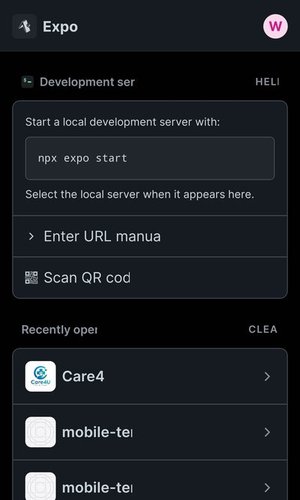 Expo
W
Development ser
HELI
Start a local development server with:
npx expo start
Select the local server when it appears here.
Enter URL manua
Scan QR cod
Recently oper
CLEA
Care4U
Care4
mobile-ter
mobile-ter